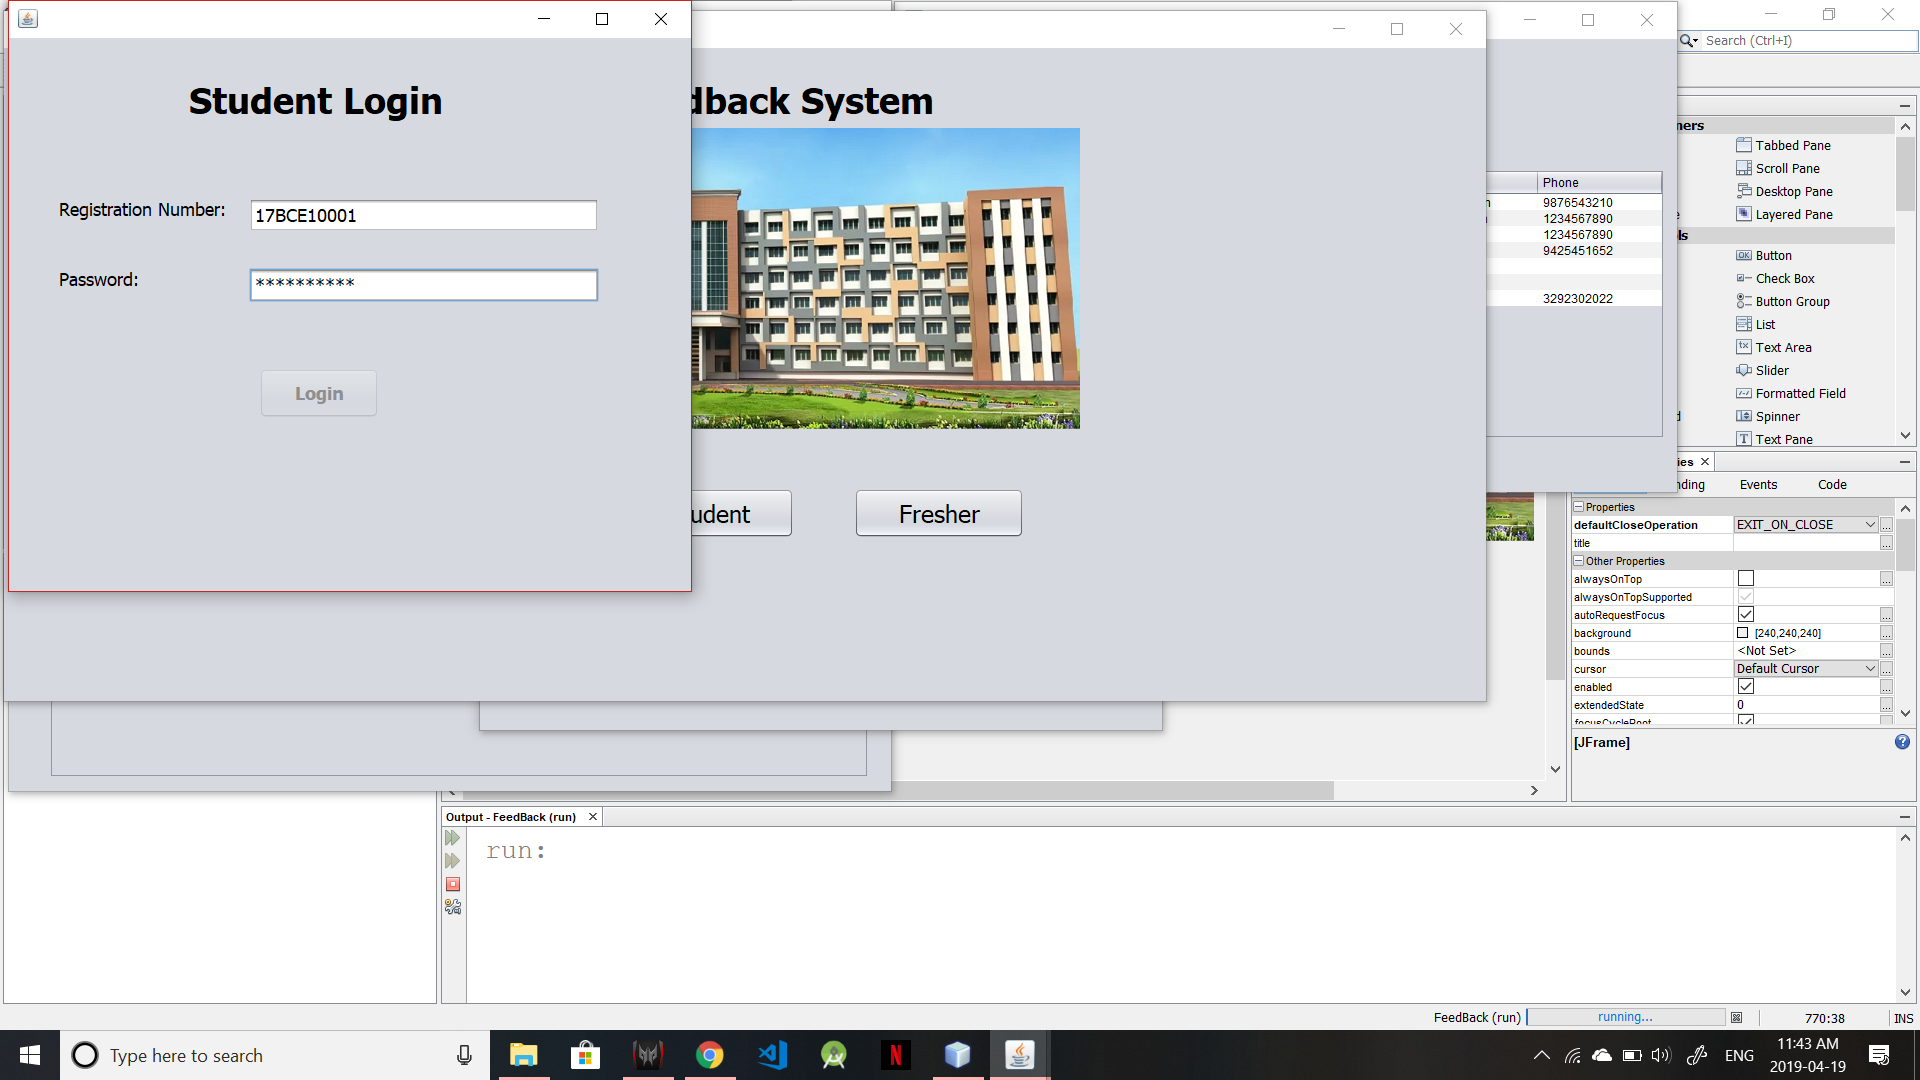 Student Login
Registration Number:
17BCE10001
Password:
**********
Login
dback System
udent
Fresher
Phone
9876543210
1234567890
1234567890
9425451652
3292302022
Search (Ctrl+I)
ners
Tabbed Pane
Scroll Pane
Desktop Pane
Layered Pane
ls
Button
Check Box
Button Group
List
Text Area
Slider
Formatted Field
Spinner
Text Pane
ies
nding
Events
Code
Properties
defaultCloseOperation EXIT_ON_CLOSE
title
Other Properties
alwaysOnTop
alwaysOnTopSupported
autoRequestFocus
background [240,240,240]
bounds <Not Set>
cursor Default Cursor
enabled
extendedState 0
focusCycleRoot
[JFrame]
Output - FeedBack (run)
run:
FeedBack (run)
running...
770:38
INS
Type here to search
ENG
11:43 AM
2019-04-19